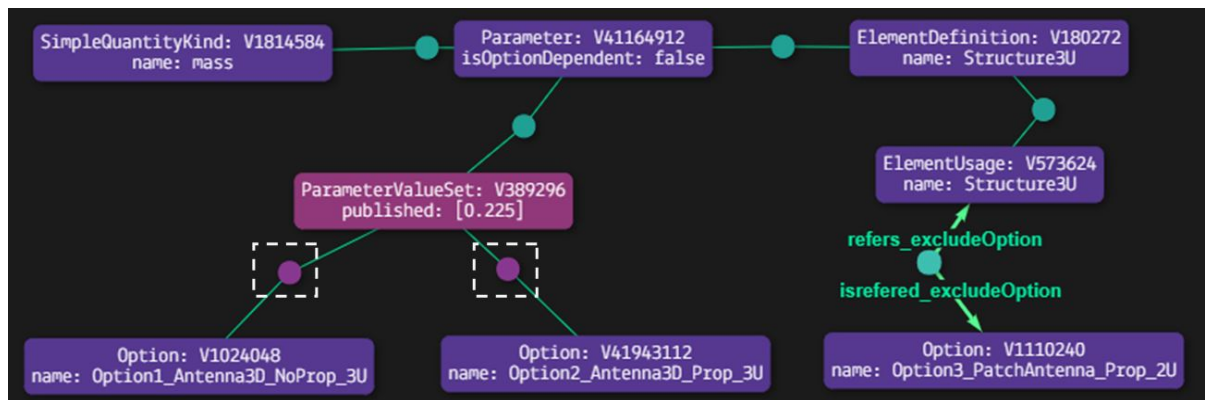 SimpleQuantityKind: V1814584
name: mass
Parameter: V41164912
isOptionDependent: false
ElementDefinition: V180272
name: Structure3U
ElementUsage: V573624
name: Structure3U
ParameterValueSet: V389296
published: [0.225]
refers_excludeOption
isrefered_excludeOption
Option: V1024048
name: Option1_Antenna3D_NoProp_3U
Option: V41943112
name: Option2_Antenna3D_Prop_3U
Option: V1110240
name: Option3_PatchAntenna_Prop_2U